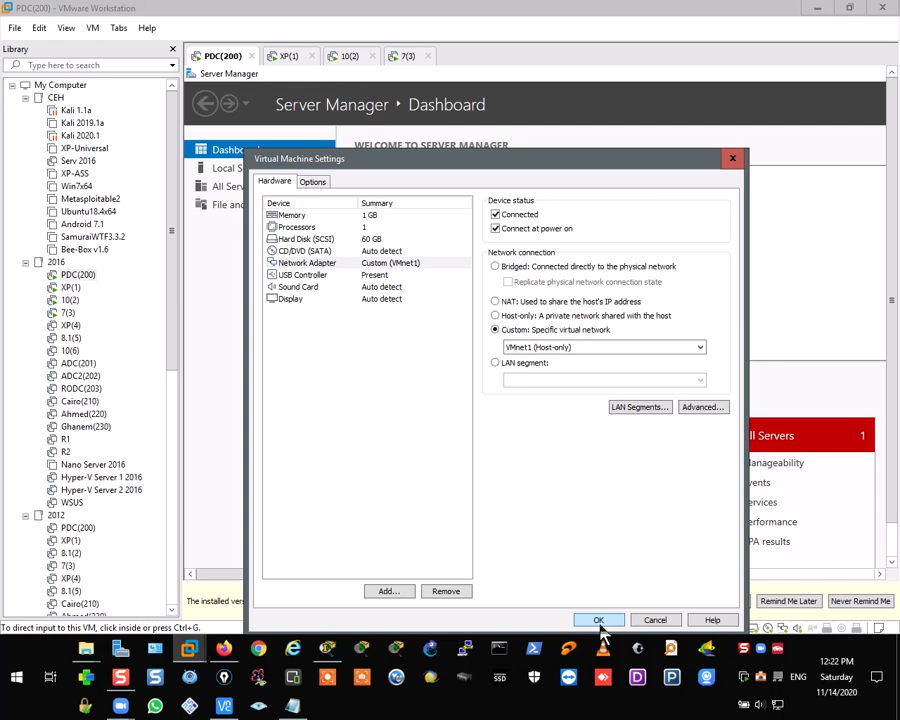 PDC(200) - VMware Workstation
File Edit View VM Tabs Help
Library
Type here to search
My Computer
CEH
Kali 1.1a
Kali 2019.1a
Kali 2020.1
XP-Universal
Serv 2016
XP-ASS
Win7x64
Metasploitable2
Ubuntu18.4x64
Android 7.1
SamuraiWTF3.3.2
Bee-Box v1.6
2016
PDC(200)
XP(1)
10(2)
7(3)
XP(4)
8.1(5)
10(6)
ADC(201)
ADC2(202)
RODC(203)
Cairo(210)
Ahmed(220)
Ghanem(230)
R1
R2
Nano Server 2016
Hyper-V Server 1 2016
Hyper-V Server 2 2016
WSUS
2012
PDC(200)
XP(1)
8.1(2)
7(3)
XP(4)
8.1(5)
Cairo(210)
PDC(200) XP(1) 10(2) 7(3)
Server Manager
Server Manager • Dashboard
WELCOME TO SERVER MANAGER
Dashbo
Local S
All Serv
File and
Virtual Machine Settings
Hardware Options
Device Summary
Memory 1 GB
Processors 1
Hard Disk (SCSI) 60 GB
CD/DVD (SATA) Auto detect
Network Adapter Custom (VMnet1)
USB Controller Present
Sound Card Auto detect
Display Auto detect
Add... Remove
Device status
Connected
Connect at power on
Network connection
Bridged: Connected directly to the physical network
Replicate physical network connection state
NAT: Used to share the host's IP address
Host-only: A private network shared with the host
Custom: Specific virtual network
VMnet1 (Host-only)
LAN segment:
LAN Segments... Advanced...
OK Cancel Help
ll Servers 1
anageability
vents
ervices
erformance
PA results
The installed vers
Remind Me Later Never Remind Me
To direct input to this VM, click inside or press Ctrl+G.
SSD
ENG
12:22 PM
Saturday
11/14/2020